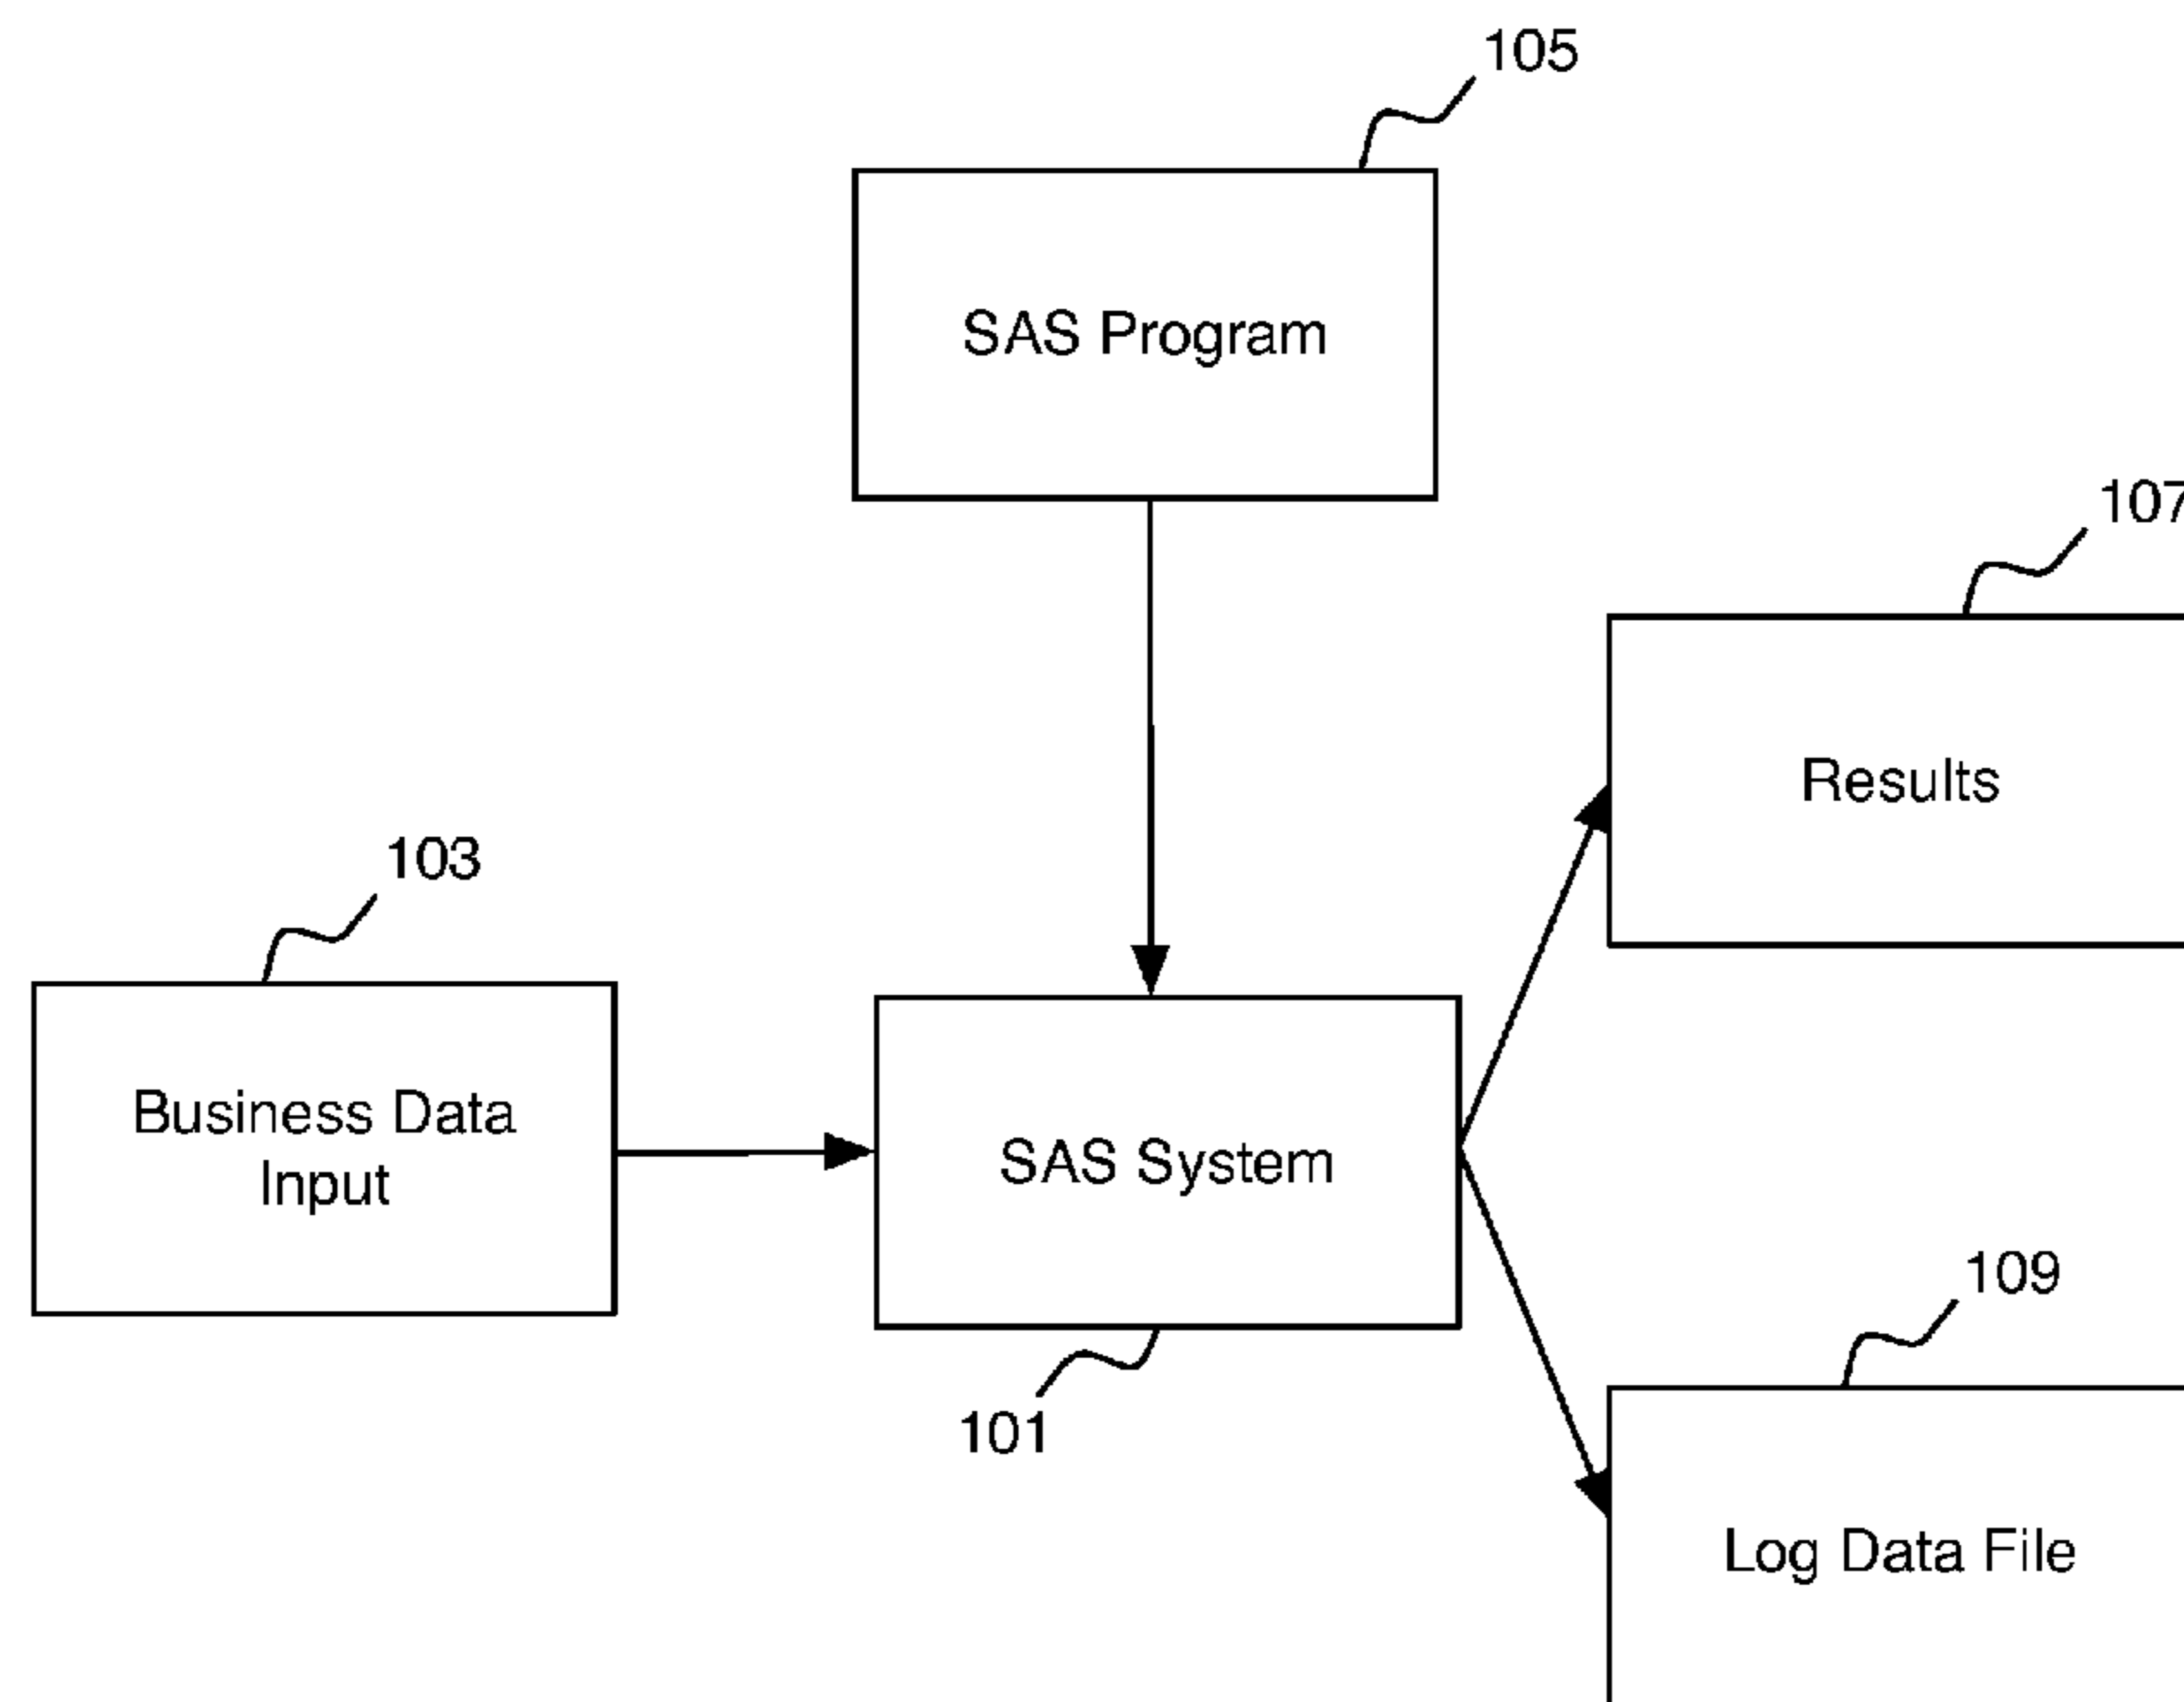 105
SAS Program
107
Results
103
Business Data
Input
SAS System
109
101
Log Data File